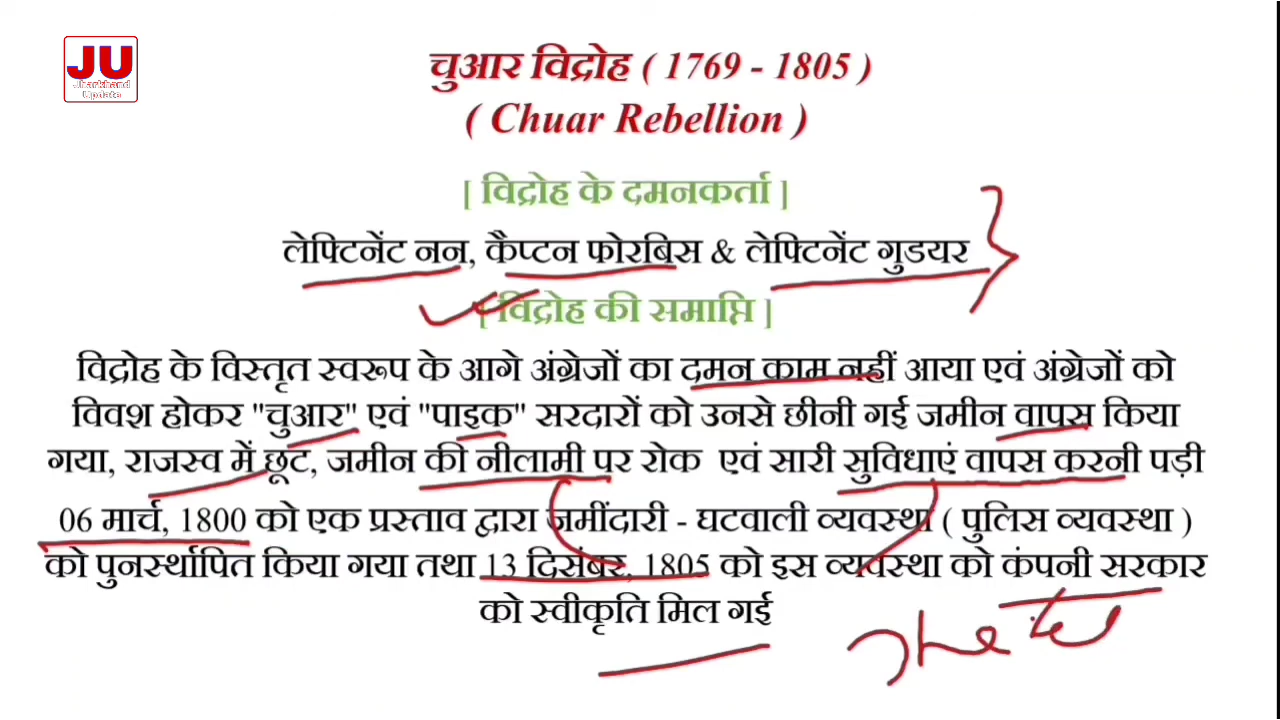 JU
Jharkhand
Update
चुआर विद्रोह ( 1769 - 1805 )
( Chuar Rebellion )
[ विद्रोह के दमनकर्ता ]
लेफ्टिनेंट नन, कैप्टन फोरबिस & लेफ्टिनेंट गुडयर
[ विद्रोह की समाप्ति ]
विद्रोह के विस्तृत स्वरूप के आगे अंग्रेजों का दमन काम नहीं आया एवं अंग्रेजों को
विवश होकर "चुआर" एवं "पाइक" सरदारों को उनसे छीनी गई जमीन वापस किया
गया, राजस्व में छूट, जमीन की नीलामी पर रोक एवं सारी सुविधाएं वापस करनी पड़ी
06 मार्च, 1800 को एक प्रस्ताव द्वारा ज़मींदारी - घटवाली व्यवस्था ( पुलिस व्यवस्था )
को पुनर्स्थापित किया गया तथा 13 दिसंबर, 1805 को इस व्यवस्था को कंपनी सरकार
को स्वीकृति मिल गई